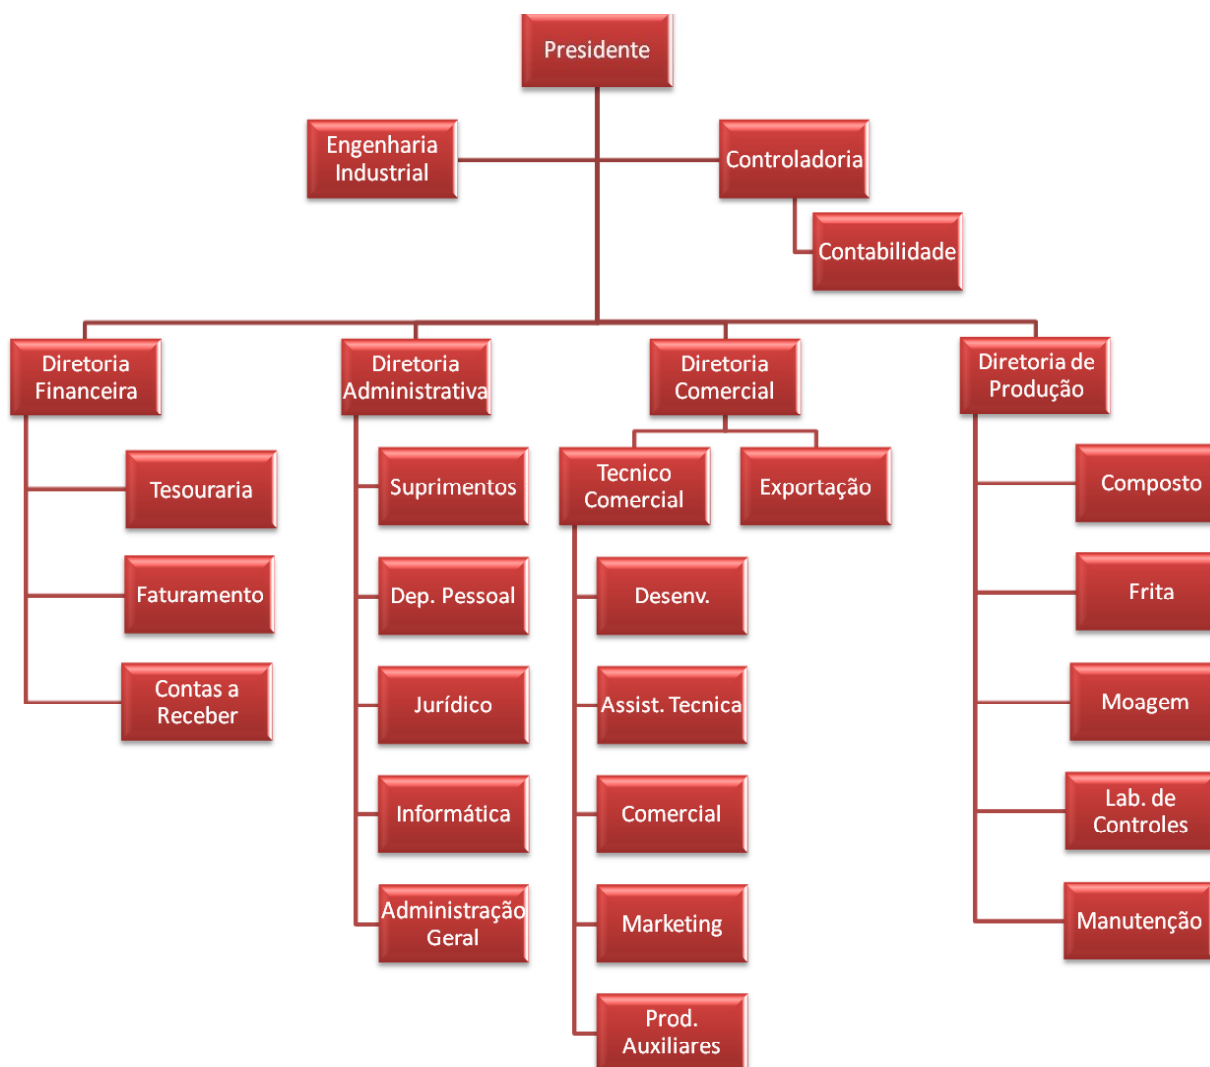 Presidente
Engenharia
Industrial
Controladoria
Contabilidade
Diretoria
Financeira
Diretoria
Administrativa
Diretoria
Comercial
Diretoria de
Produção
Tesouraria
Faturamento
Contas a
Receber
Suprimentos
Dep. Pessoal
Jurídico
Informática
Administração
Geral
Tecnico
Comercial
Exportação
Desenv.
Assist. Tecnica
Comercial
Marketing
Prod.
Auxiliares
Composto
Frita
Moagem
Lab. de
Controles
Manutenção